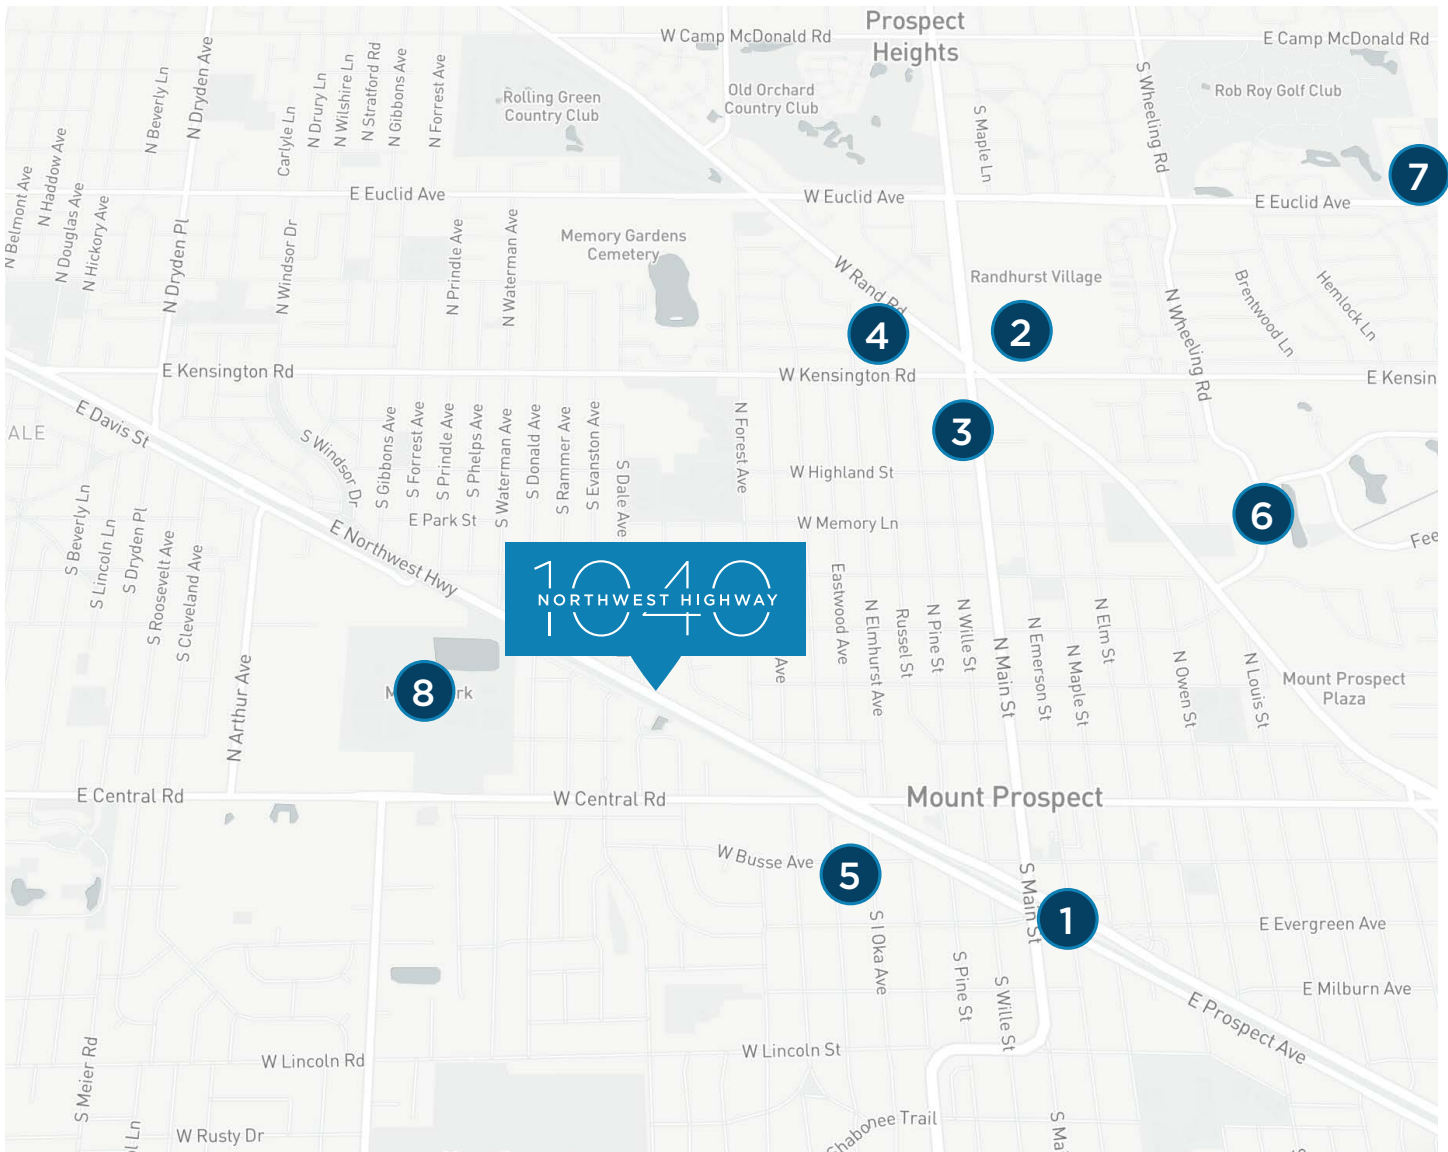 Prospect
Heights
W Camp McDonald Rd
E Camp McDonald Rd
N Beverly Ln
N Dryden Ave
Carlyle Ln
N Drury Ln
N Wilshire Ln
N Stratford Rd
N Gibbons Ave
N Forrest Ave
Rolling Green
Country Club
Old Orchard
Country Club
S Maple Ln
S Wheeling Rd
Rob Roy Golf Club
7
N Belmont Ave
N Haddow Ave
N Douglas Ave
N Hickory Ave
E Euclid Ave
W Euclid Ave
E Euclid Ave
N Dryden Pl
N Windsor Dr
N Prindle Ave
N Waterman Ave
Memory Gardens
Cemetery
W Rand Rd
Randhurst Village
Brentwood Ln
Hemlock Ln
N Wheeling Rd
4
2
E Kensington Rd
W Kensington Rd
E Kensin
E Davis St
ALE
S Windsor Dr
S Gibbons Ave
S Forrest Ave
S Prindle Ave
S Phelps Ave
S Waterman Ave
S Donald Ave
S Rammer Ave
S Evanston Ave
S Dale Ave
N Forest Ave
3
W Highland St
E Park St
W Memory Ln
6
Fee
S Beverly Ln
S Lincoln Ln
S Dryden Pl
S Roosevelt Ave
S Cleveland Ave
E Northwest Hwy
1040
NORTHWEST HIGHWAY
Ave
Eastwood Ave
N Elmhurst Ave
Russel St
N Pine St
N Wille St
N Main St
N Emerson St
N Maple St
N Elm St
N Owen St
N Louis St
Mount Prospect
Plaza
N Arthur Ave
M
8
rk
E Central Rd
W Central Rd
Mount Prospect
W Busse Ave
5
S Main St
1
E Evergreen Ave
S I Oka Ave
S Pine St
S Wille St
E Milburn Ave
E Prospect Ave
S Meier Rd
W Lincoln Rd
W Lincoln St
W Rusty Dr
ol Ln
Shabonee Trail
S Ma